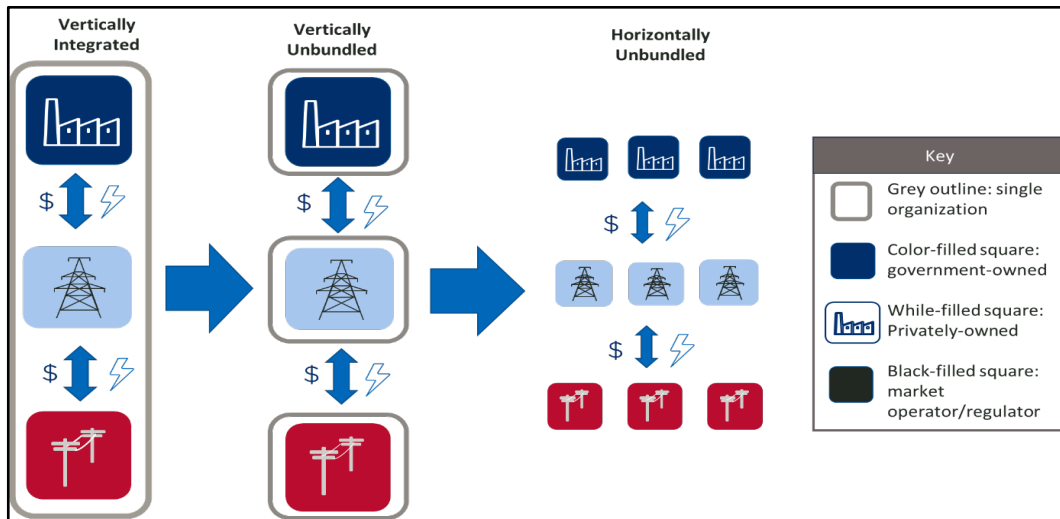 Vertically
Integrated
Vertically
Unbundled
Horizontally
Unbundled
$
$
$
$
$
$
Key
Grey outline: single
organization
Color-filled square:
government-owned
While-filled square:
Privately-owned
Black-filled square:
market
operator/regulator